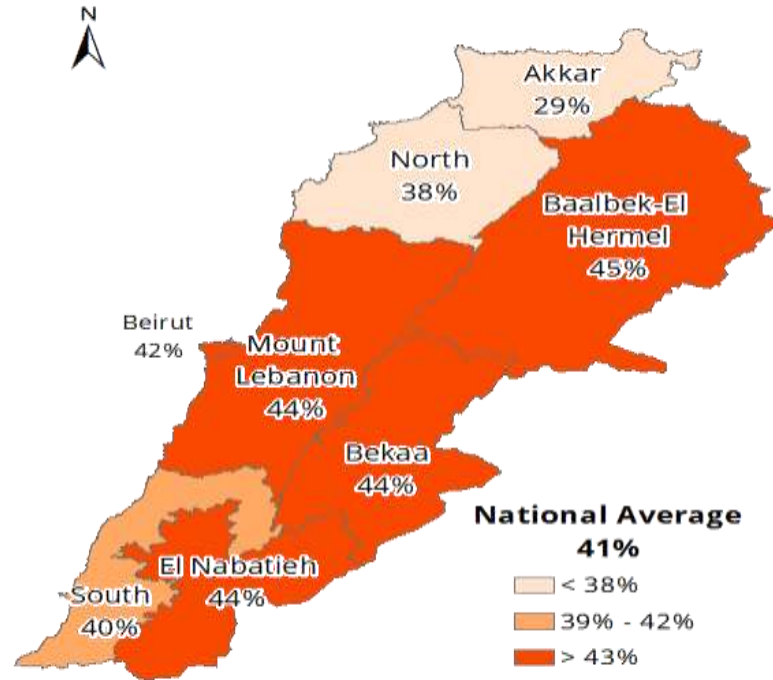 N
Akkar
29%
North
38%
Baalbek-El
Hermel
45%
Beirut
42%
Mount
Lebanon
44%
Bekaa
44%
El Nabatieh
44%
South
40%
National Average
41%
< 38%
39% - 42%
> 43%